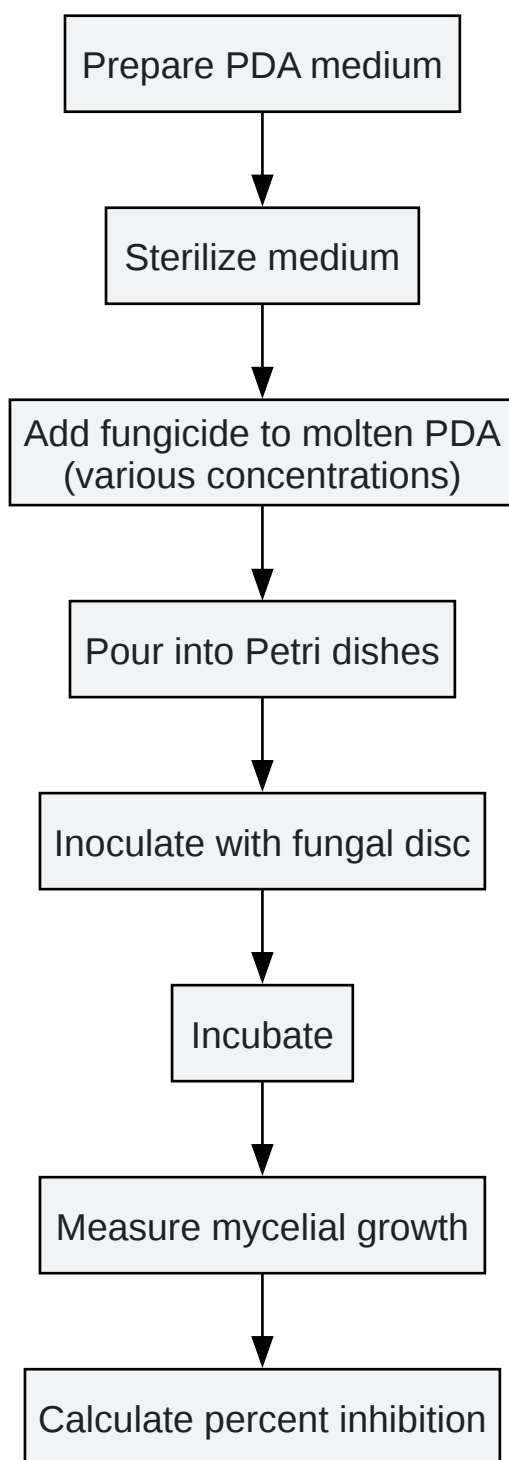 Prepare PDA medium
Sterilize medium
Add fungicide to molten PDA
(various concentrations)
Pour into Petri dishes
Inoculate with fungal disc
Incubate
Measure mycelial growth
Calculate percent inhibition